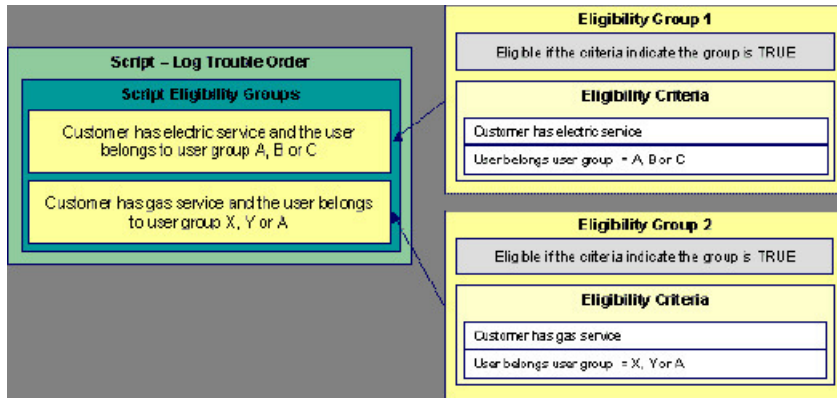 Script – Log Trouble Order
Script Eligibility Groups
Customer has electric service and the user
belongs to user group A, B or C
Customer has gas service and the user belongs
to user group X, Y or A
Eligibility Group 1
Eligible if the criteria indicate the group is TRUE
Eligibility Criteria
Customer has electric service
User belongs user group = A, B or C
Eligibility Group 2
Eligible if the criteria indicate the group is TRUE
Eligibility Criteria
Customer has gas service
User belongs user group = X, Y or A